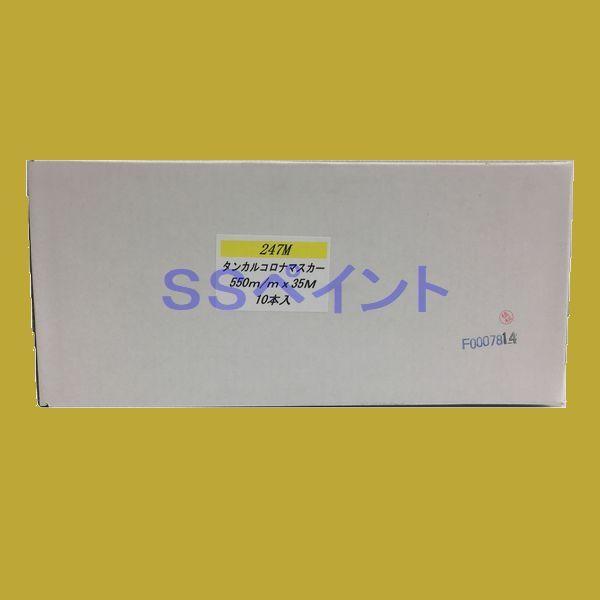 247M
タンカルコロナマスカー
550m/m x 35M
10本入
SSペイント
F0007814